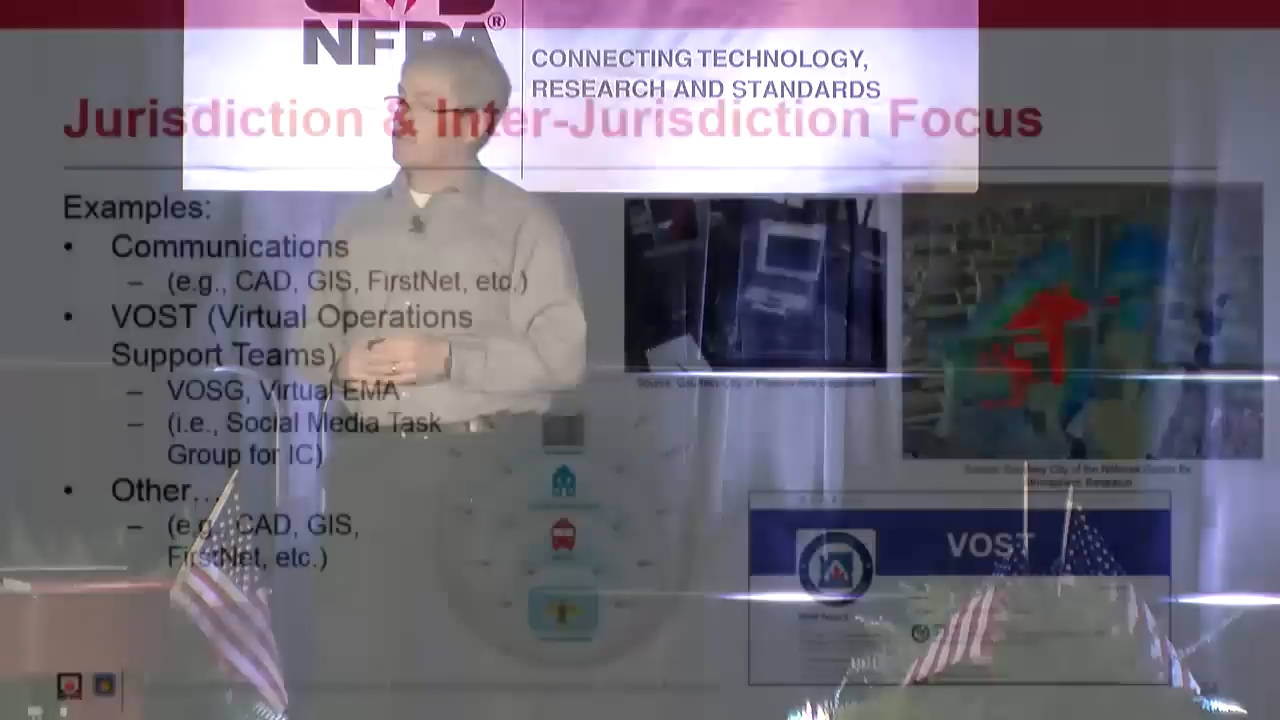 NFPA®
CONNECTING TECHNOLOGY,
RESEARCH AND STANDARDS
Jurisdiction & Inter-Jurisdiction Focus
Examples:
• Communications
– (e.g., CAD, GIS, FirstNet, etc.)
• VOST (Virtual Operations
Support Teams)
– VOSG, Virtual EMA
– (i.e., Social Media Task
Group for IC)
• Other…
– (e.g., CAD, GIS,
FirstNet, etc.)
VOST